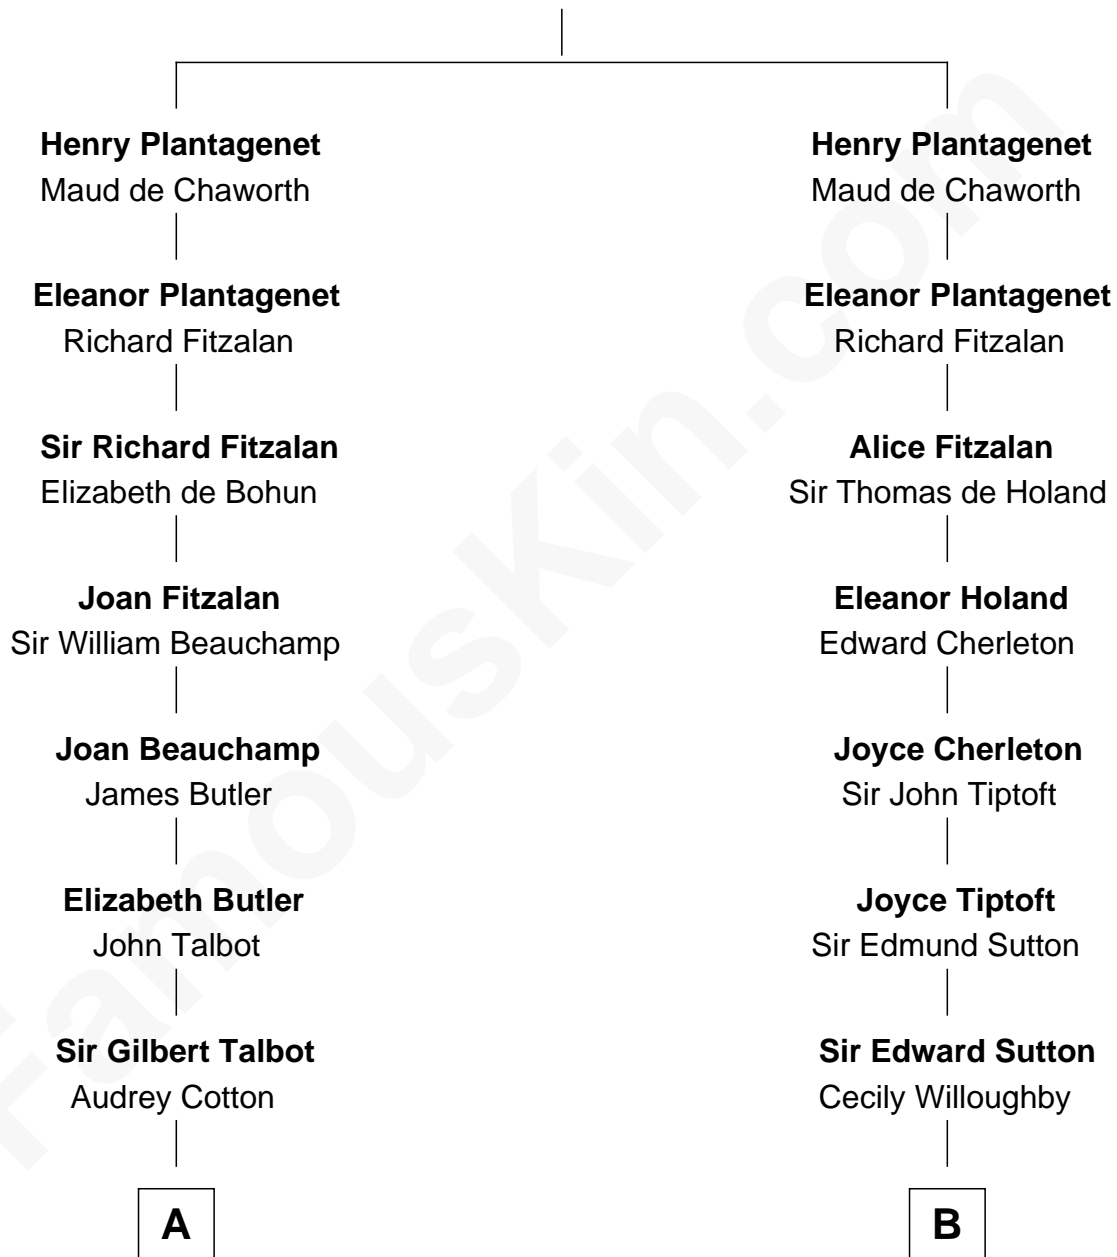 Henry Plantagenet
Maud de Chaworth
Eleanor Plantagenet
Richard Fitzalan
Sir Richard Fitzalan
Elizabeth de Bohun
Joan Fitzalan
Sir William Beauchamp
Joan Beauchamp
James Butler
Elizabeth Butler
John Talbot
Sir Gilbert Talbot
Audrey Cotton
A
Henry Plantagenet
Maud de Chaworth
Eleanor Plantagenet
Richard Fitzalan
Alice Fitzalan
Sir Thomas de Holand
Eleanor Holand
Edward Cherleton
Joyce Cherleton
Sir John Tiptoft
Joyce Tiptoft
Sir Edmund Sutton
Sir Edward Sutton
Cecily Willoughby
B
FamousKin.com